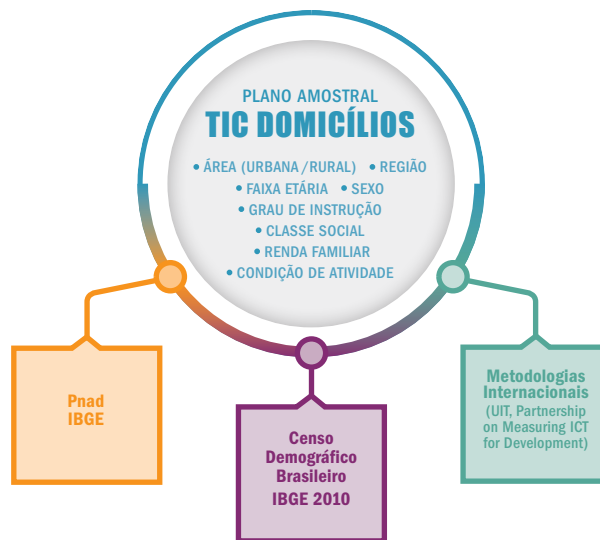 PLANO AMOSTRAL
TIC DOMICÍLIOS
• ÁREA (URBANA/RURAL) • REGIÃO
• FAIXA ETÁRIA • SEXO
• GRAU DE INSTRUÇÃO
• CLASSE SOCIAL
• RENDA FAMILIAR
• CONDIÇÃO DE ATIVIDADE
Pnad
IBGE
Censo
Demográfico
Brasileiro
IBGE 2010
Metodologias
Internacionais
(UIT, Partnership
on Measuring ICT
for Development)